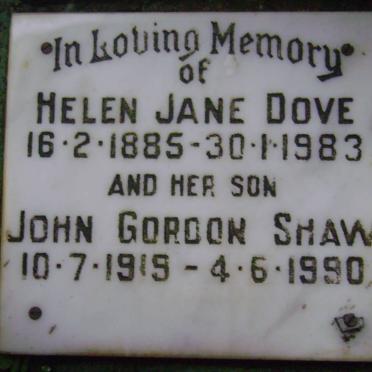 In Loving Memory
of
HELEN JANE DOVE
16·2·1885-30·1·1983
AND HER SON
JOHN GORDON SHAW
10·7·1919 - 4·6·1990